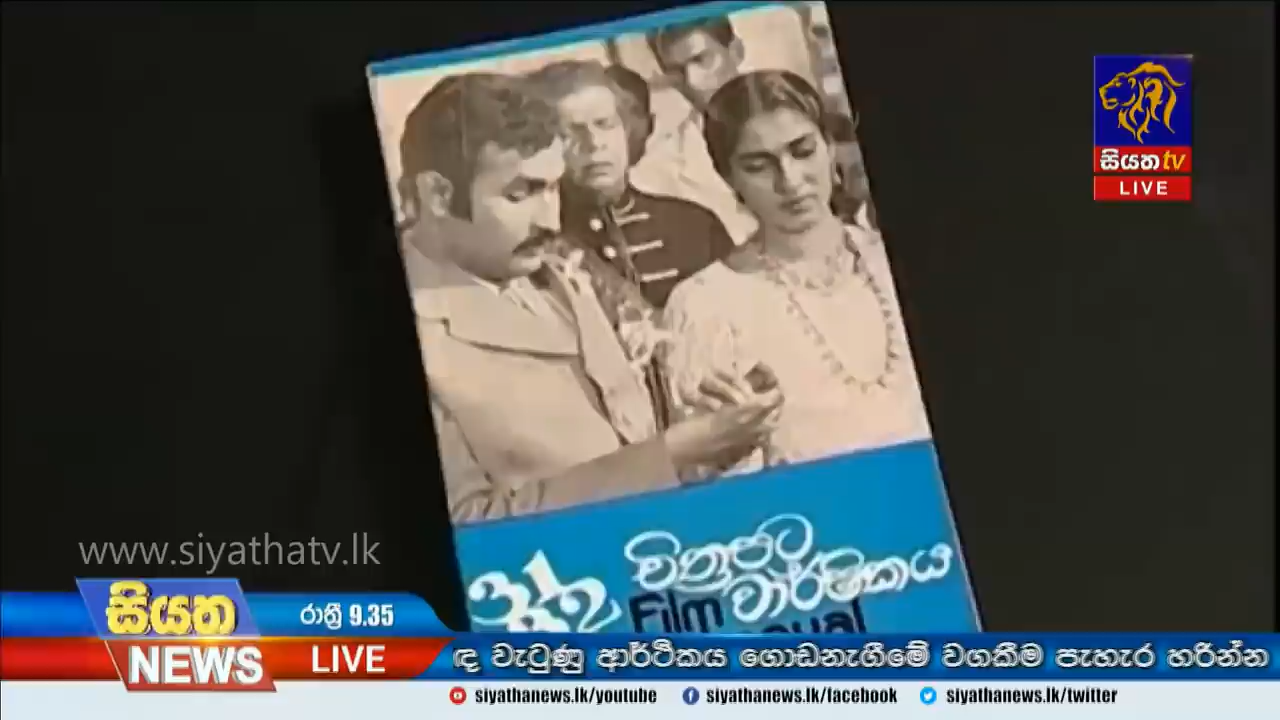 සියත tv
LIVE
චිත්‍රපට
වාර්ෂිකය
Film
www.siyathatv.lk
සියත
NEWS
රාත්‍රී 9.35
LIVE
වැටුණු ආර්ථිකය ගොඩනැගීමේ වගකීම පැහැර හරින්න
siyathanews.lk/youtube siyathanews.lk/facebook siyathanews.lk/twitter